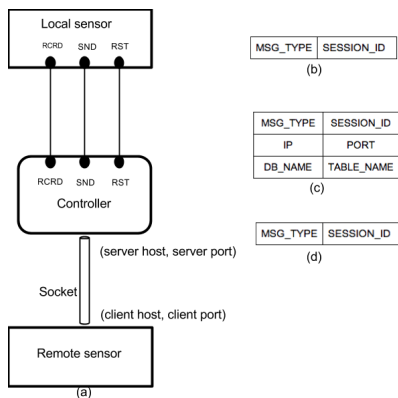 Local sensor
RCRD SND RST
RCRD SND RST
Controller
(server host, server port)
Socket
(client host, client port)
Remote sensor
(a)
MSG_TYPE SESSION_ID
(b)
MSG_TYPE SESSION_ID
IP PORT
DB_NAME TABLE_NAME
(c)
MSG_TYPE SESSION_ID
(d)